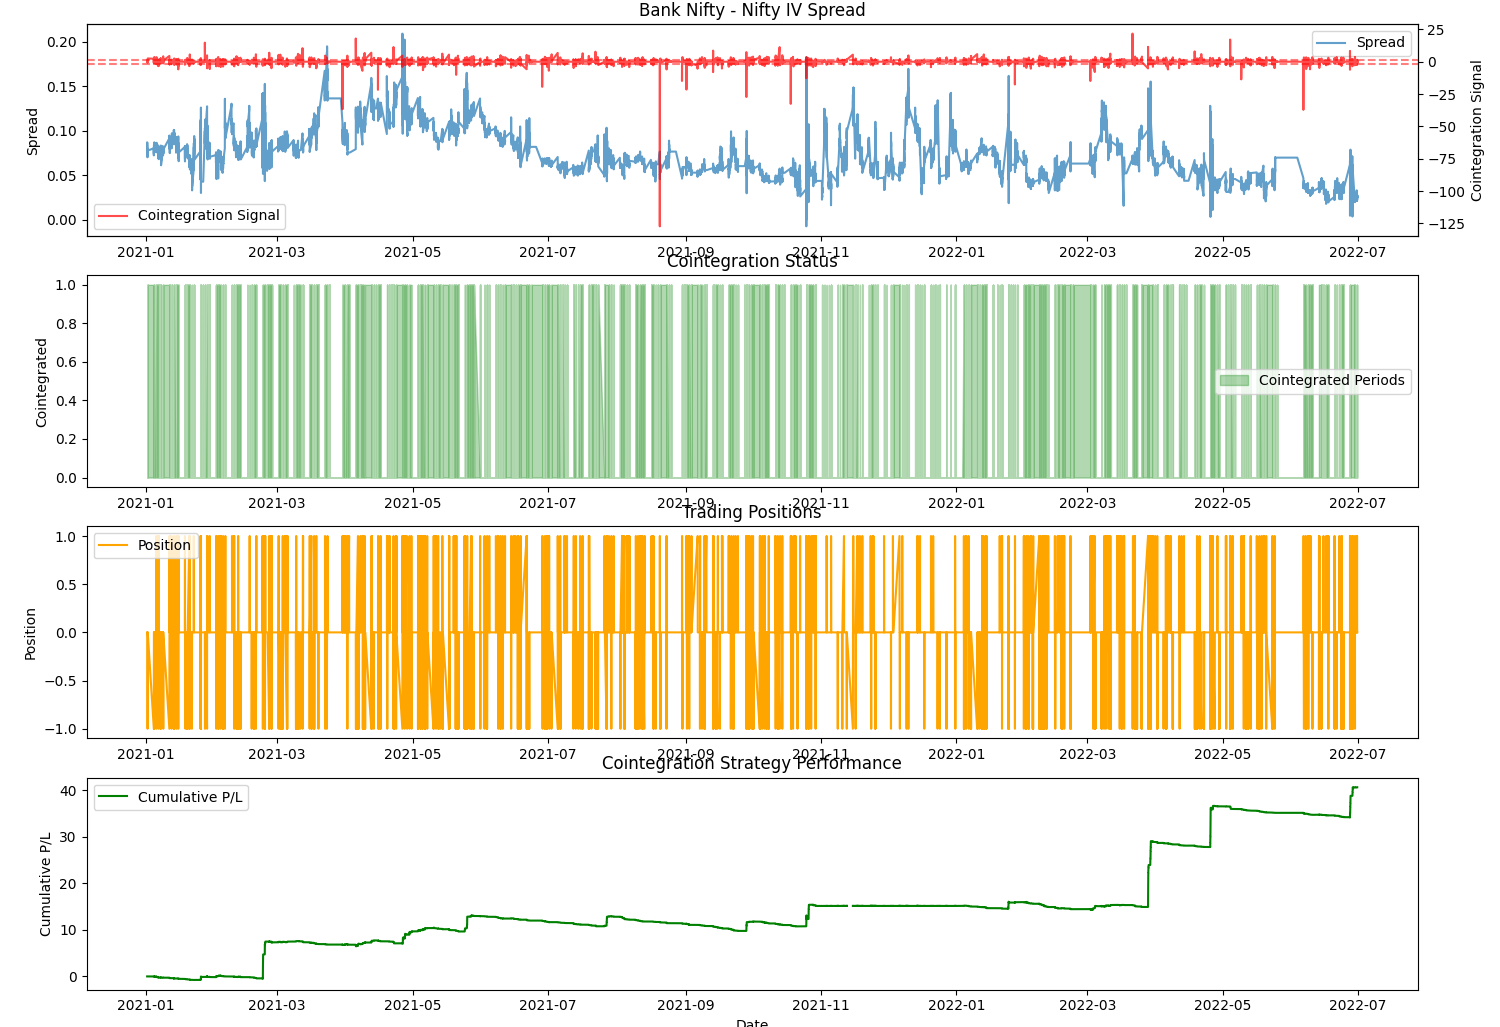 Bank Nifty - Nifty IV Spread
0.20
0.15
0.10
0.05
0.00
Spread
25
0
−25
−50
−75
−100
−125
Cointegration Signal
Spread
Cointegration Signal
2021-01 2021-03 2021-05 2021-07 2021-09 2021-11 2022-01 2022-03 2022-05 2022-07
Cointegration Status
1.0
0.8
0.6
0.4
0.2
0.0
Cointegrated
Cointegrated Periods
2021-01 2021-03 2021-05 2021-07 2021-09 2021-11 2022-01 2022-03 2022-05 2022-07
Trading Positions
1.0
0.5
0.0
−0.5
−1.0
Position
Position
2021-01 2021-03 2021-05 2021-07 2021-09 2021-11 2022-01 2022-03 2022-05 2022-07
Cointegration Strategy Performance
40
30
20
10
0
Cumulative P/L
Cumulative P/L
2021-01 2021-03 2021-05 2021-07 2021-09 2021-11 2022-01 2022-03 2022-05 2022-07
Date